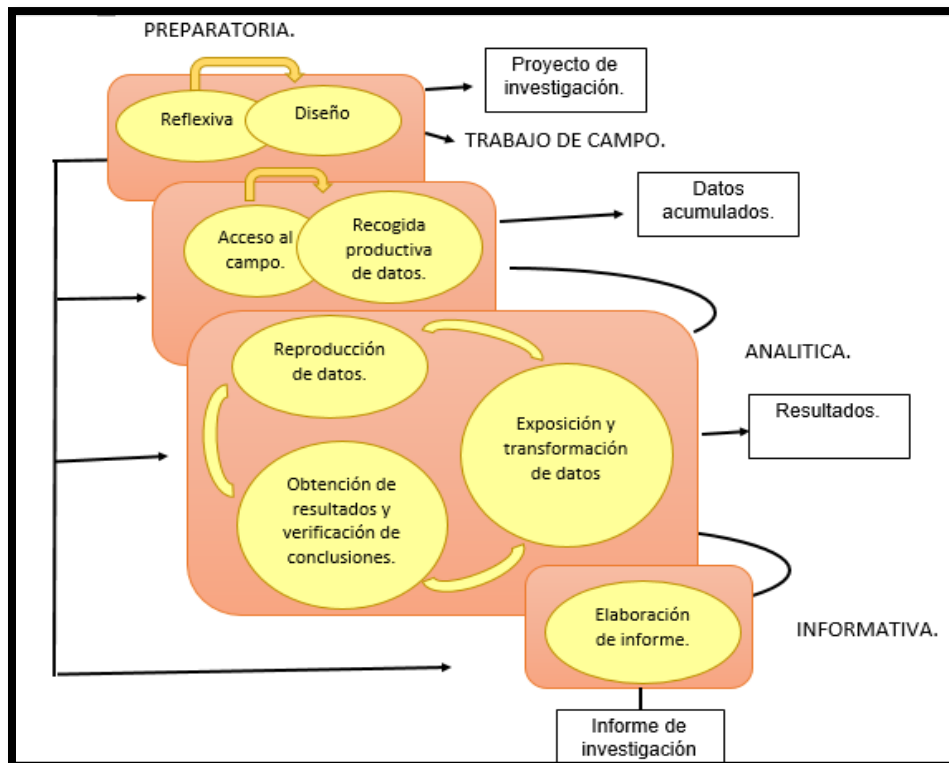 PREPARATORIA.
Reflexiva
Diseño
Proyecto de
investigación.
TRABAJO DE CAMPO.
Acceso al
campo.
Recogida
productiva
de datos.
Datos
acumulados.
Reproducción
de datos.
Exposición y
transformación
de datos
Obtención de
resultados y
verificación de
conclusiones.
ANALITICA.
Resultados.
Elaboración
de informe.
INFORMATIVA.
Informe de
investigación